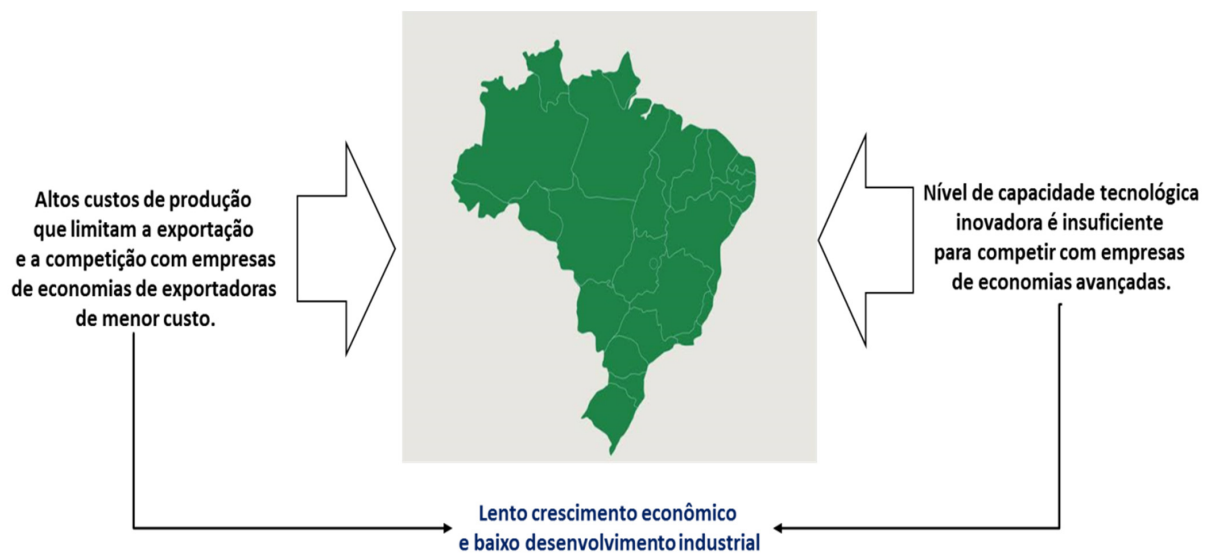 Altos custos de produção
que limitam a exportação
e a competição com empresas
de economias de exportadoras
de menor custo.
Nível de capacidade tecnológica
inovadora é insuficiente
para competir com empresas
de economias avançadas.
Lento crescimento econômico
e baixo desenvolvimento industrial